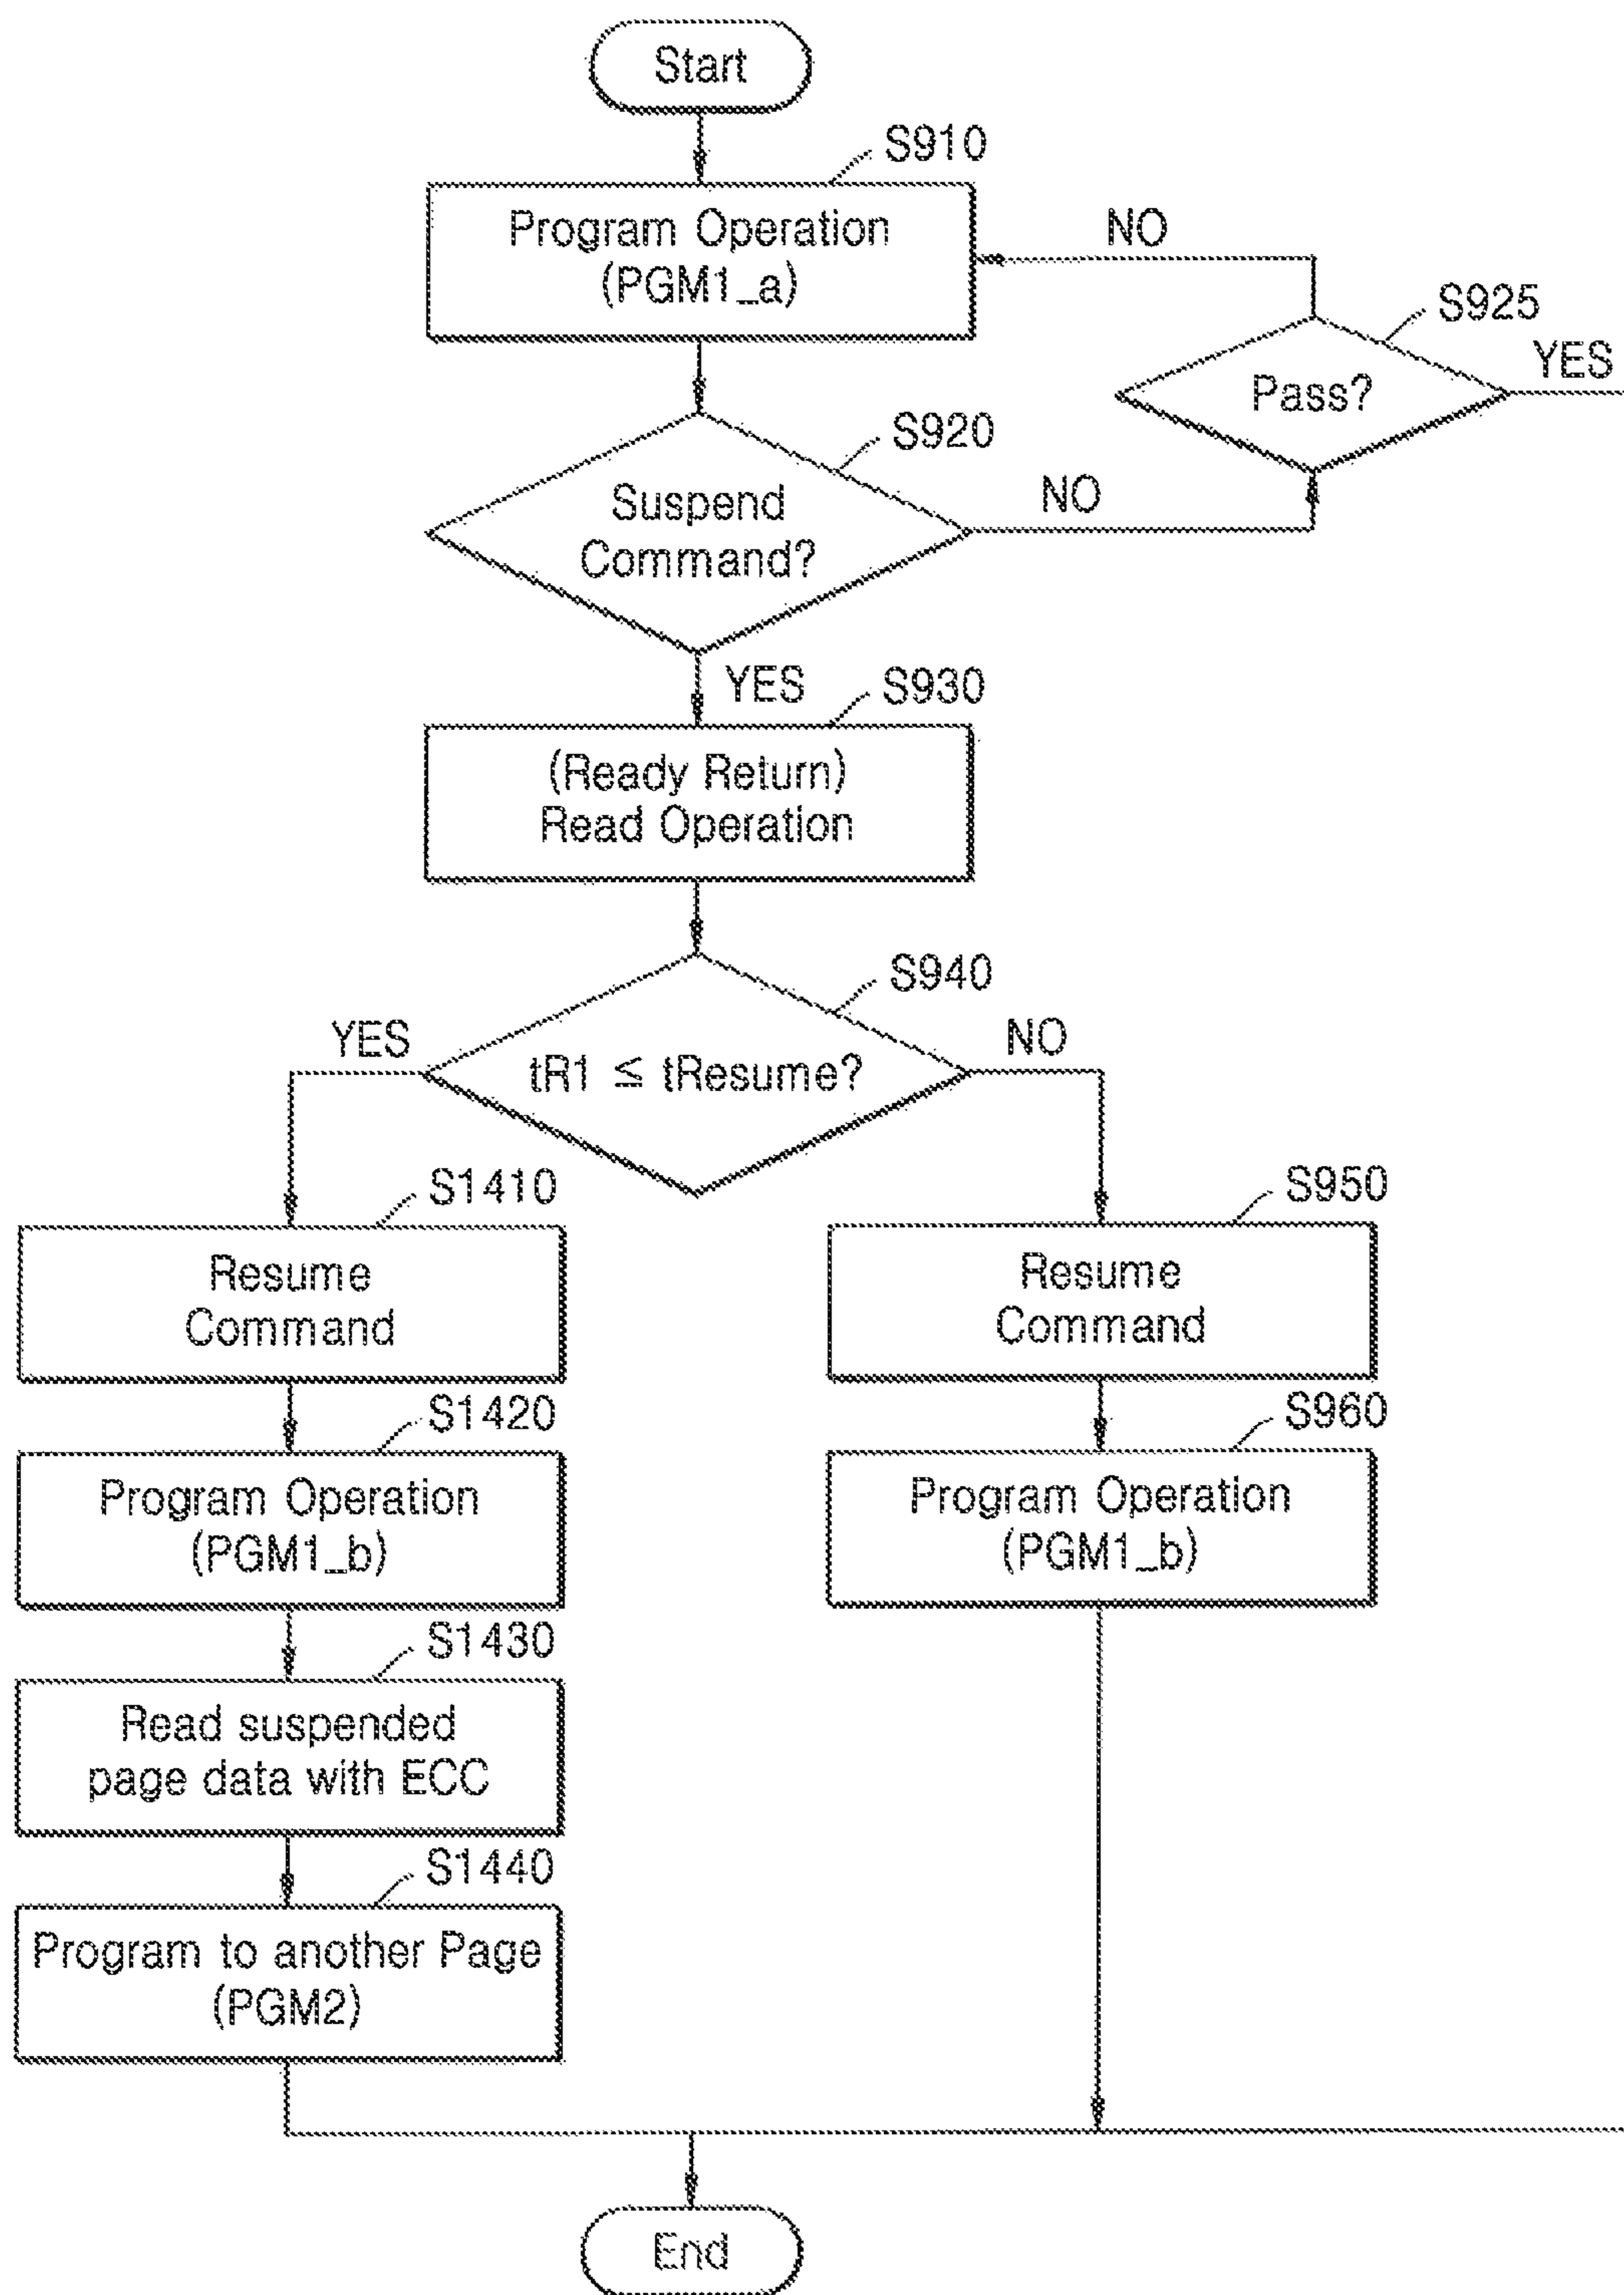 Start
S910
Program Operation
(PGM1_a)
NO
S925
Pass?
YES
S920
Suspend
Command?
NO
YES
S930
(Ready Return)
Read Operation
S940
YES
tR1 ≤ tResume?
NO
S1410
Resume
Command
S950
Resume
Command
S1420
Program Operation
(PGM1_b)
S960
Program Operation
(PGM1_b)
S1430
Read suspended
page data with ECC
S1440
Program to another Page
(PGM2)
End